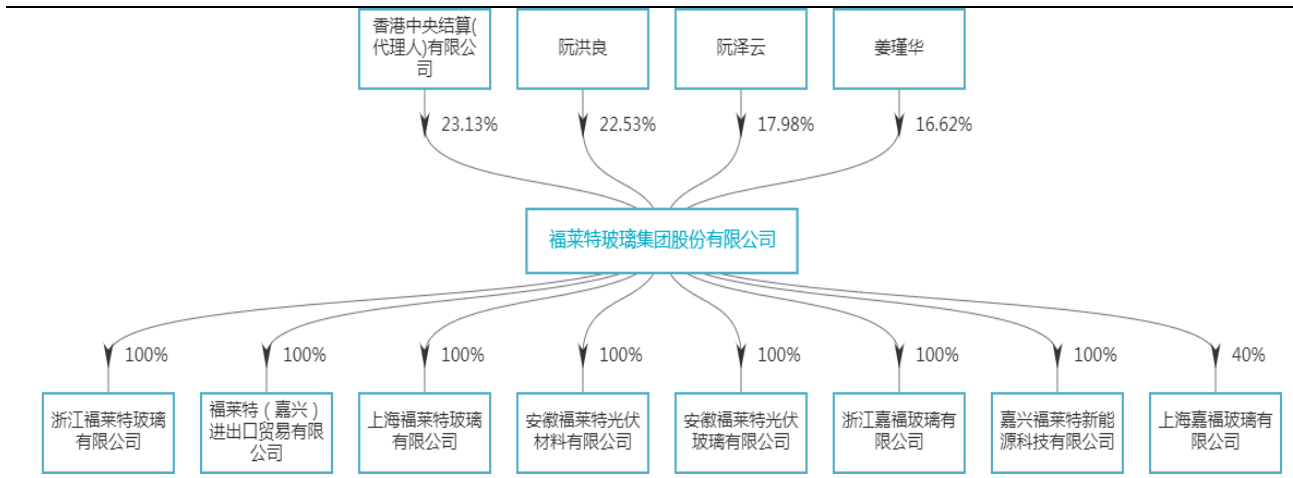 香港中央结算(
代理人)有限公
司
阮洪良
阮泽云
姜瑾华
23.13%
22.53%
17.98%
16.62%
福莱特玻璃集团股份有限公司
100%
100%
100%
100%
100%
100%
100%
40%
浙江福莱特玻璃
有限公司
福莱特（嘉兴）
进出口贸易有限
公司
上海福莱特玻璃
有限公司
安徽福莱特光伏
材料有限公司
安徽福莱特光伏
玻璃有限公司
浙江嘉福玻璃有
限公司
嘉兴福莱特新能
源科技有限公司
上海嘉福玻璃有
限公司